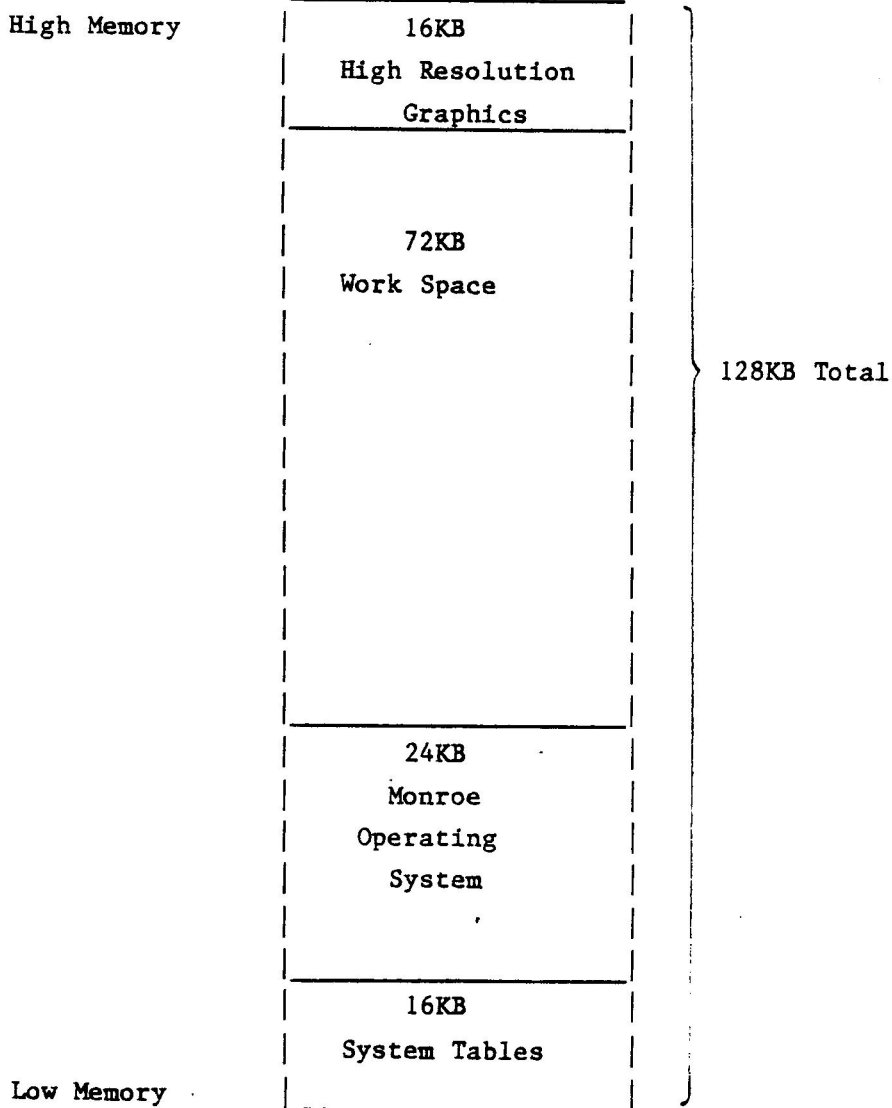 High Memory 16KB
High Resolution
Graphics
72KB
Work Space
128KB Total
24KB
Monroe
Operating
System
16KB
System Tables
Low Memory